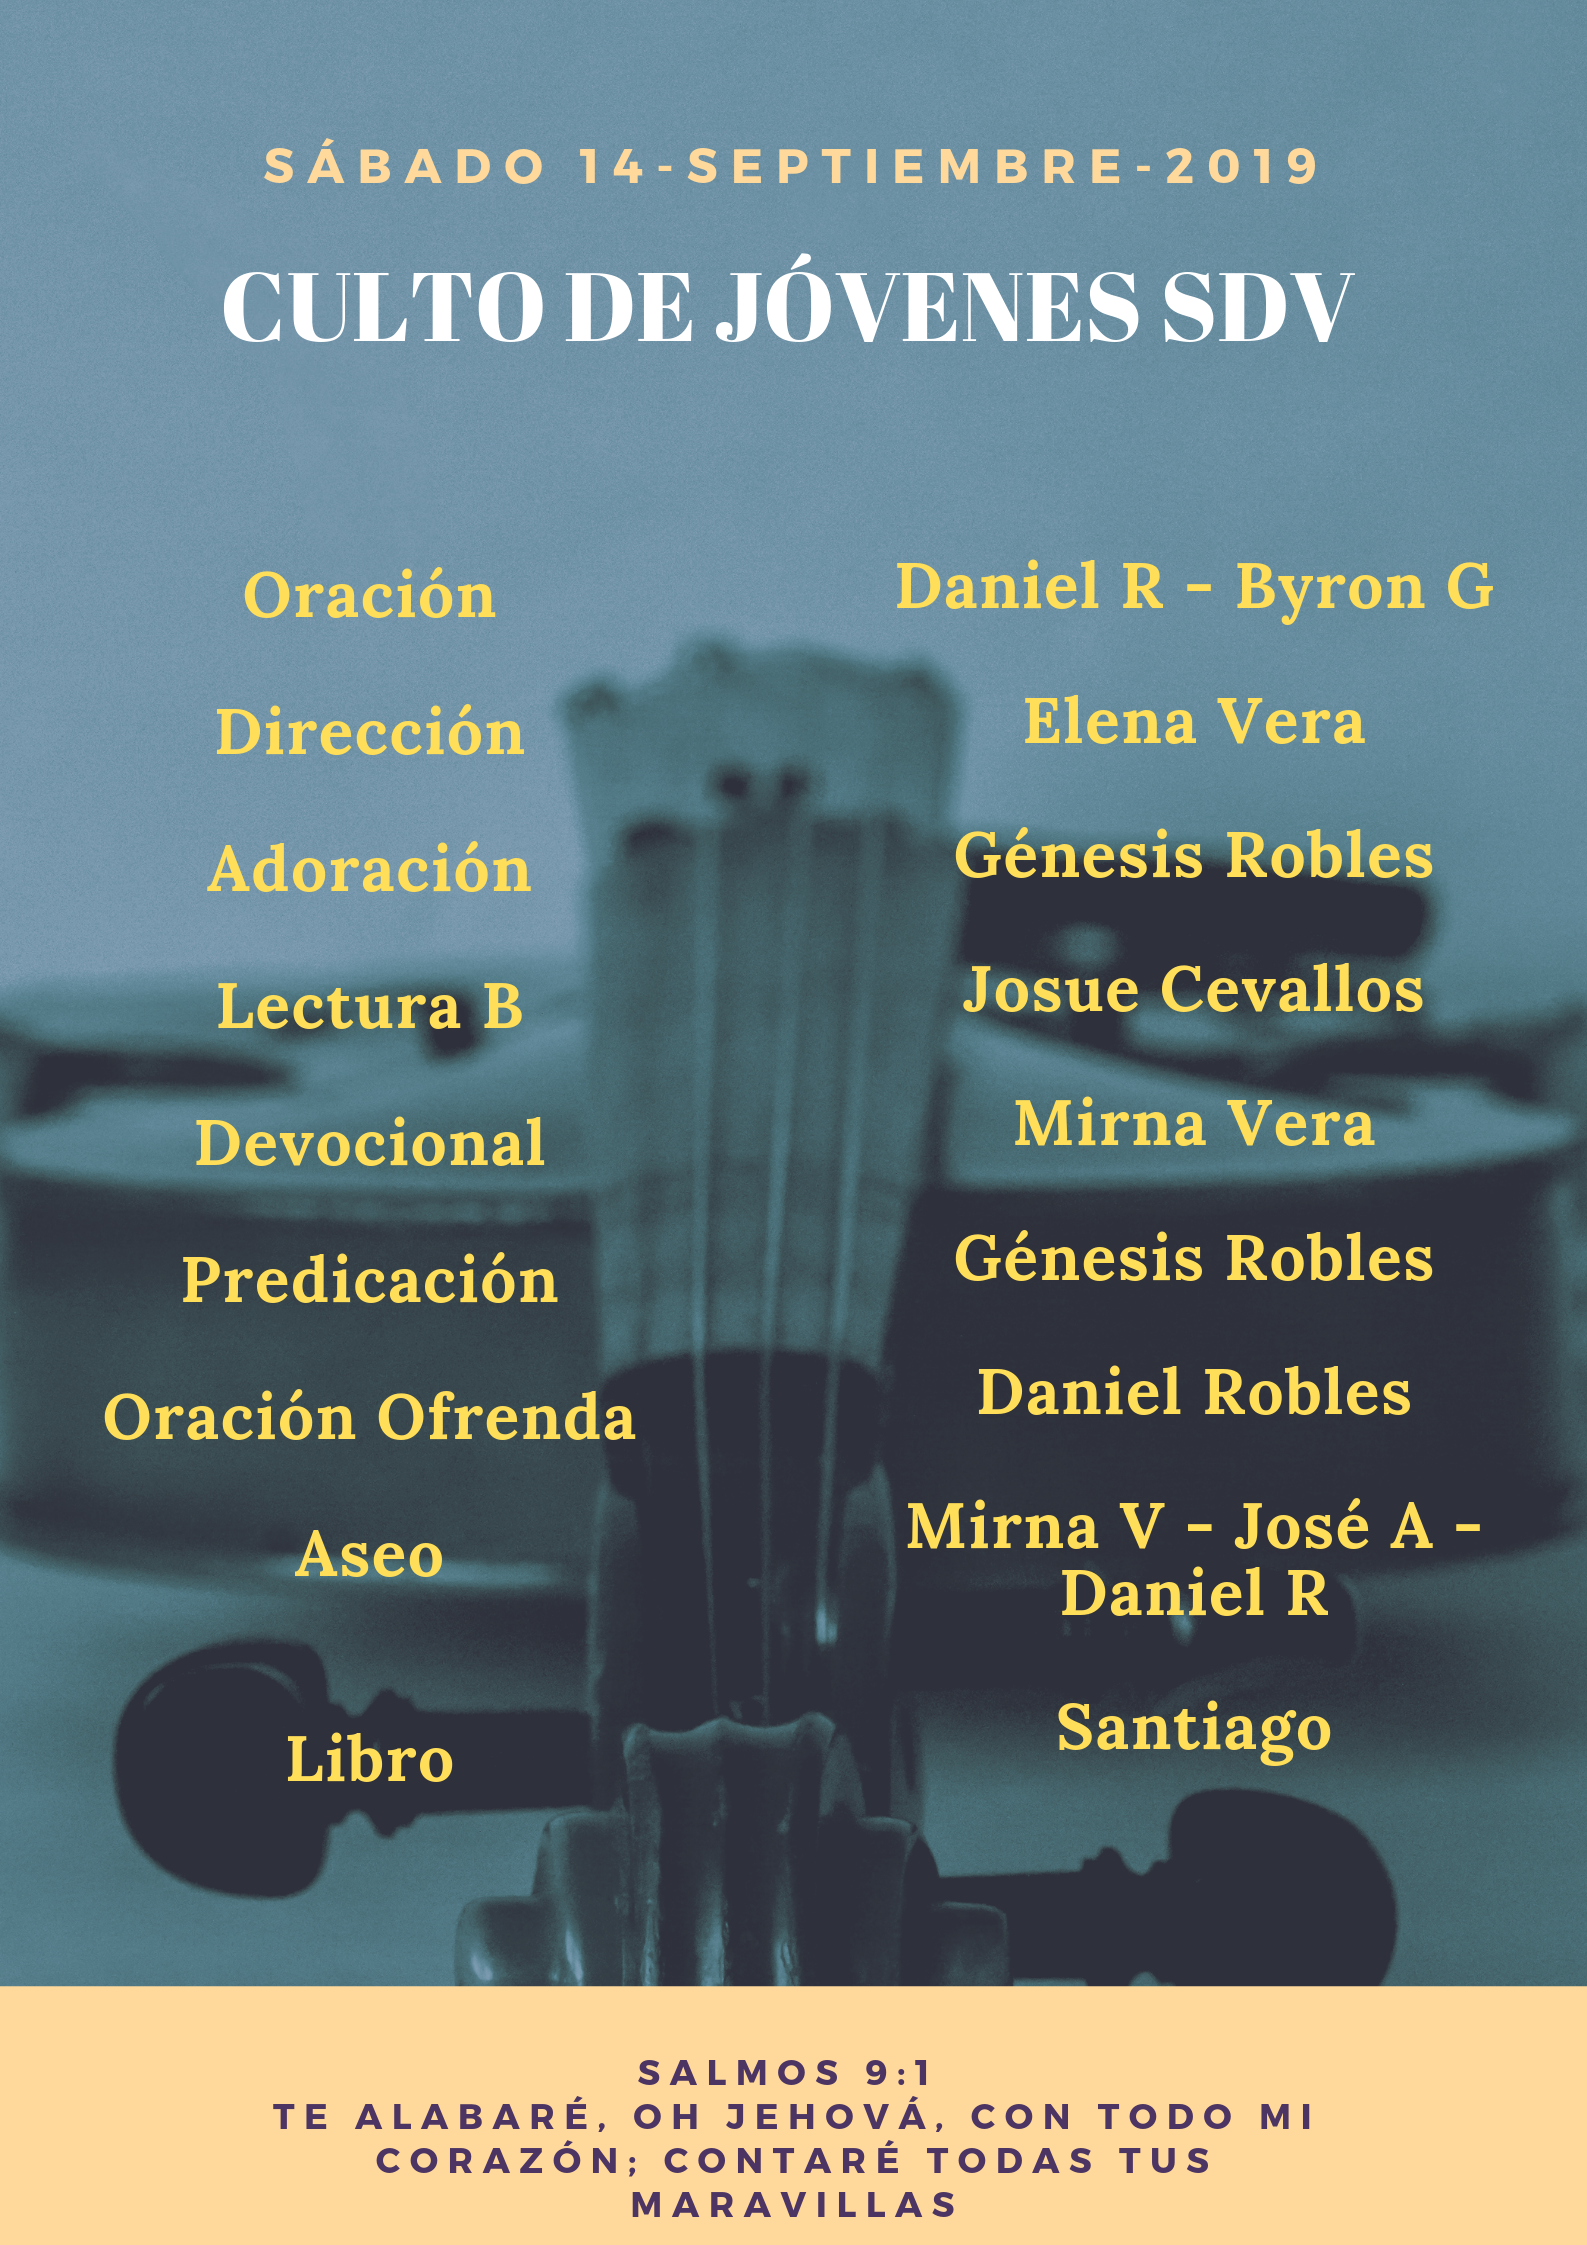 SÁBADO 14-SEPTIEMBRE-2019
CULTO DE JÓVENES SDV
Oración
Daniel R - Byron G
Dirección
Elena Vera
Adoración
Génesis Robles
Lectura B
Josue Cevallos
Devocional
Mirna Vera
Predicación
Génesis Robles
Oración Ofrenda
Daniel Robles
Aseo
Mirna V - José A -
Daniel R
Libro
Santiago
SALMOS 9:1
TE ALABARÉ, OH JEHOVÁ, CON TODO MI
CORAZÓN; CONTARÉ TODAS TUS
MARAVILLAS